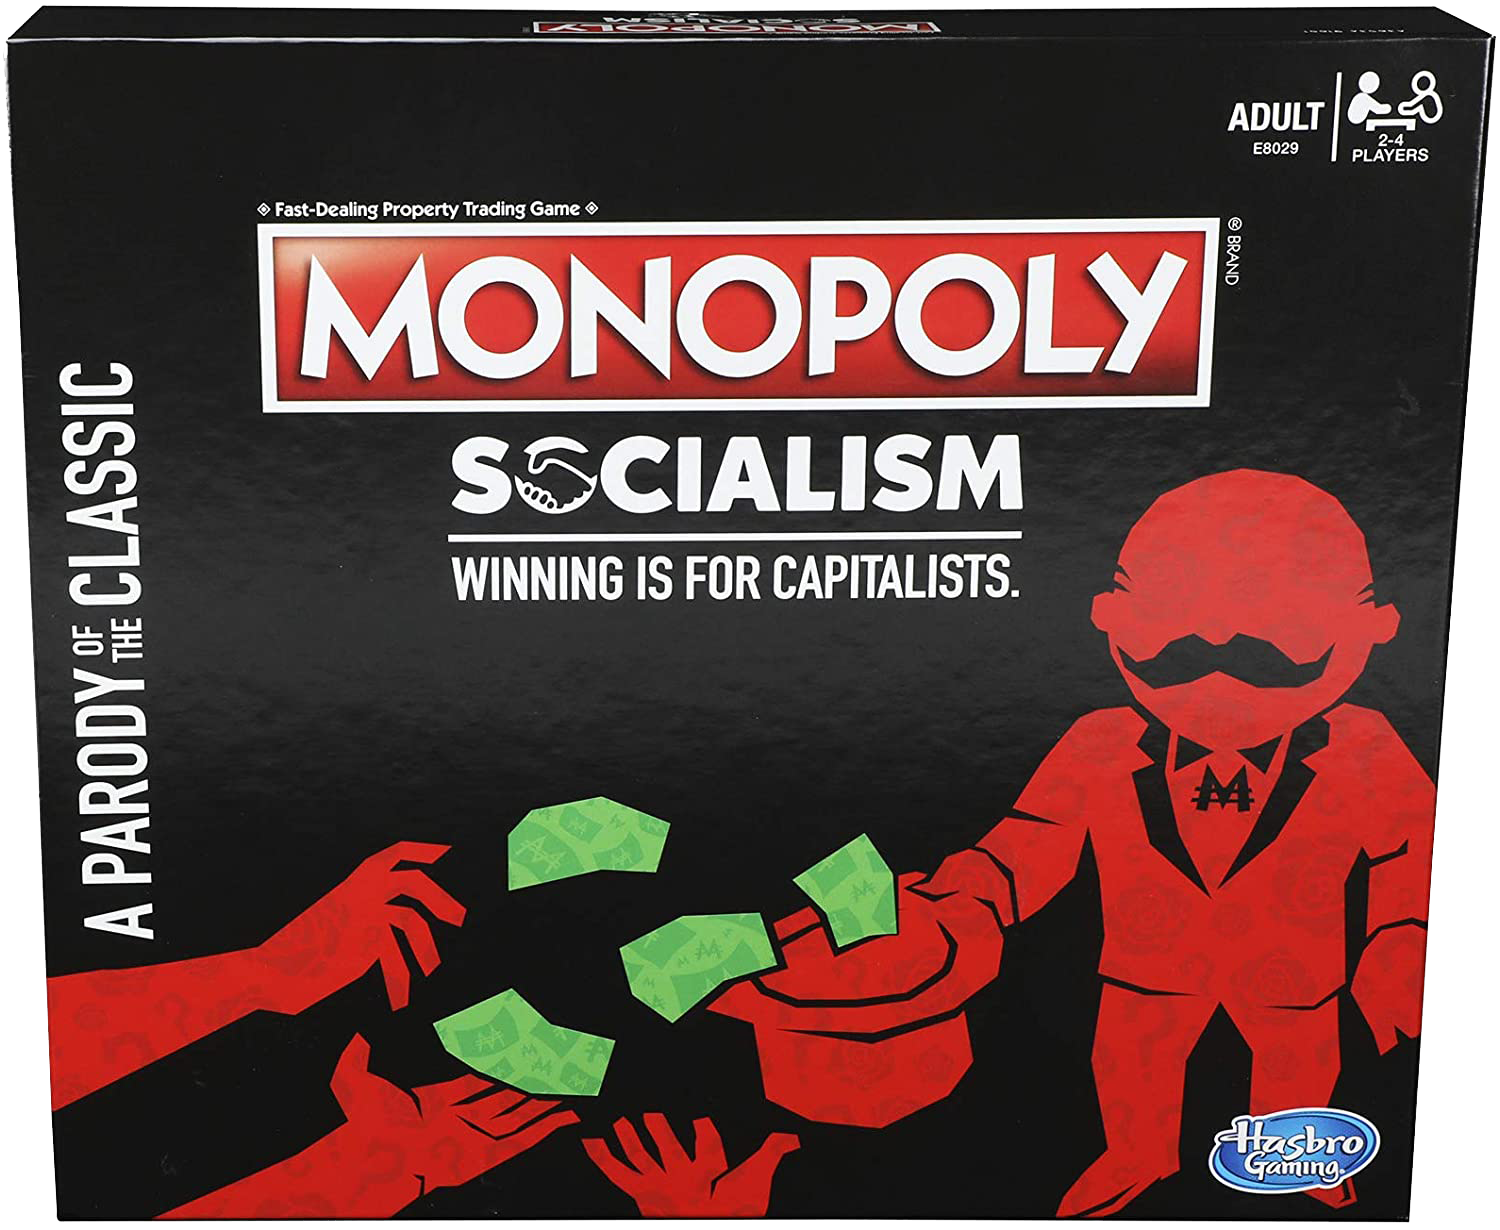 SOCIALISM
MONOPOLY
ADULT
E8029
2-4
PLAYERS
Fast-Dealing Property Trading Game
MONOPOLY
® BRAND
SOCIALISM
WINNING IS FOR CAPITALISTS.
A PARODY OF THE CLASSIC
M
Hasbro
Gaming.